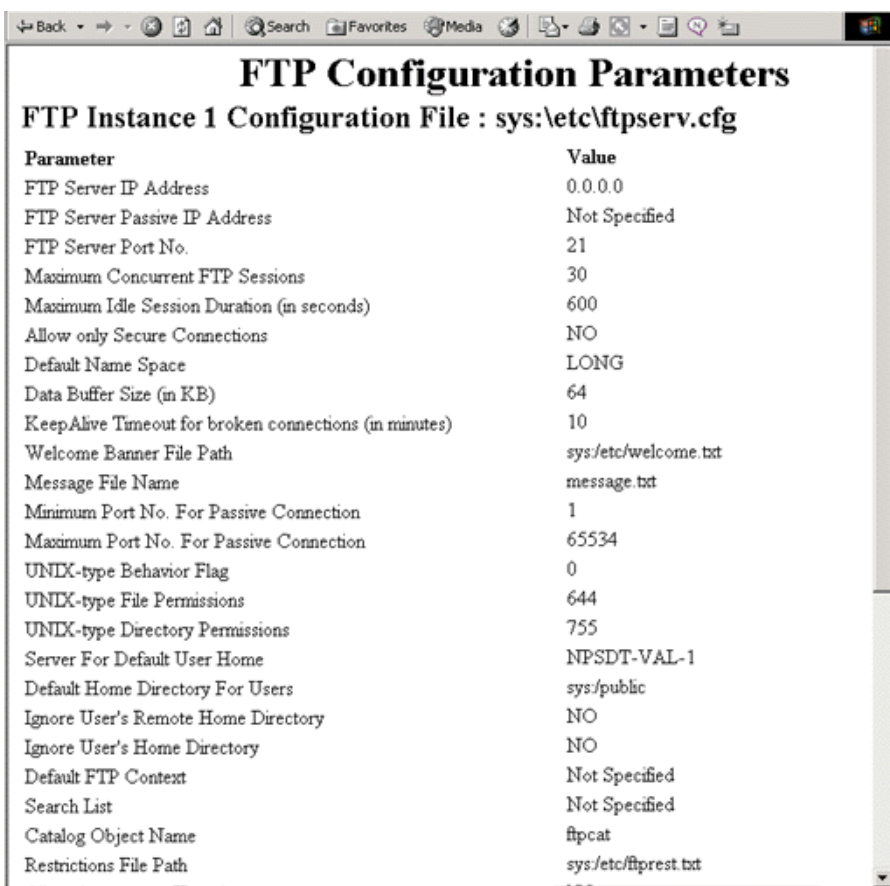 Back
Search
Favorites
Media
FTP Configuration Parameters
FTP Instance 1 Configuration File : sys:\etc\ftpserv.cfg
Parameter Value
FTP Server IP Address 0.0.0.0
FTP Server Passive IP Address Not Specified
FTP Server Port No. 21
Maximum Concurrent FTP Sessions 30
Maximum Idle Session Duration (in seconds) 600
Allow only Secure Connections NO
Default Name Space LONG
Data Buffer Size (in KB) 64
KeepAlive Timeout for broken connections (in minutes) 10
Welcome Banner File Path sys:/etc/welcome.txt
Message File Name message.txt
Minimum Port No. For Passive Connection 1
Maximum Port No. For Passive Connection 65534
UNIX-type Behavior Flag 0
UNIX-type File Permissions 644
UNIX-type Directory Permissions 755
Server For Default User Home NPSDT-VAL-1
Default Home Directory For Users sys:/public
Ignore User's Remote Home Directory NO
Ignore User's Home Directory NO
Default FTP Context Not Specified
Search List Not Specified
Catalog Object Name ftpcat
Restrictions File Path sys:/etc/ftprest.txt